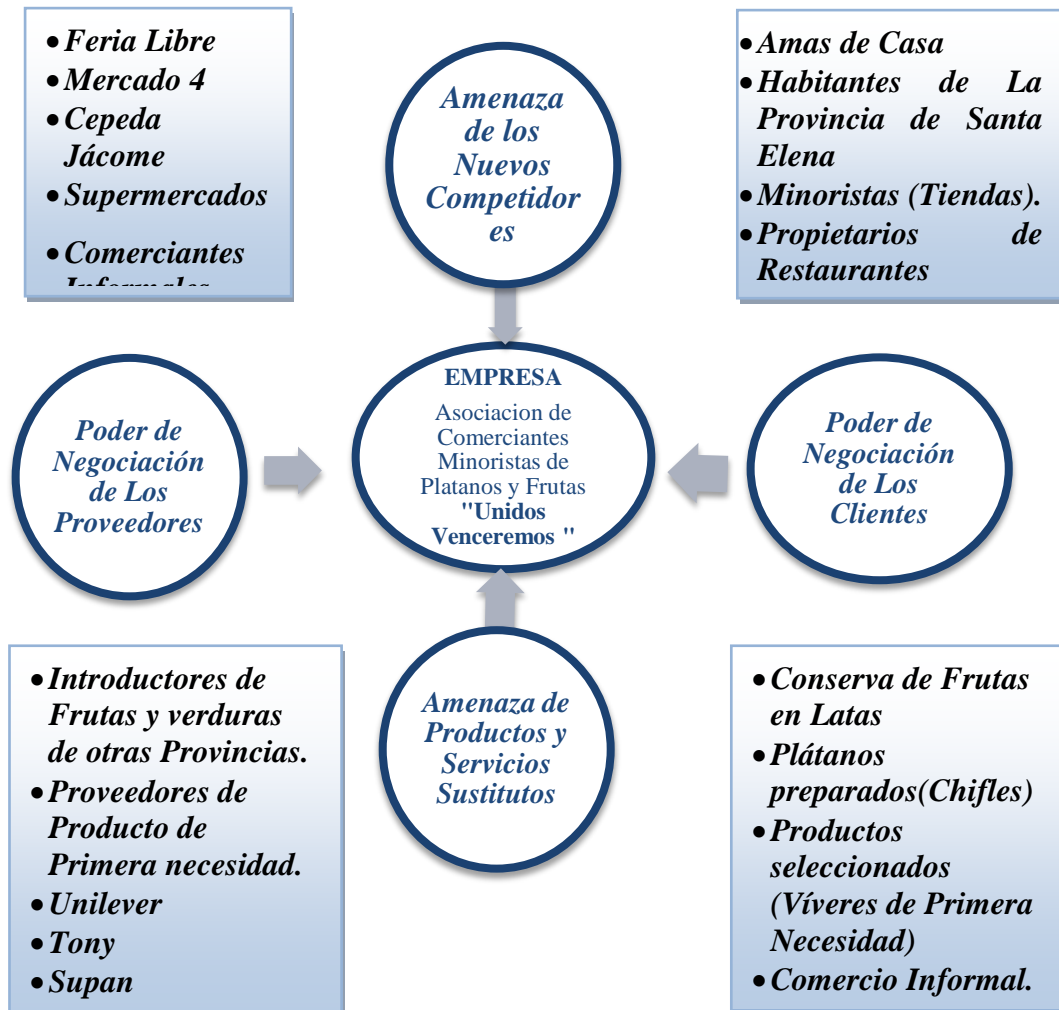 • Feria Libre
• Mercado 4
• Cepeda
Jácome
• Supermercados
• Comerciantes
Amenaza
de los
Nuevos
Competidor
es
• Amas de Casa
• Habitantes de La
Provincia de Santa
Elena
• Minoristas (Tiendas).
• Propietarios de
Restaurantes
Poder de
Negociación
de Los
Proveedores
EMPRESA
Asociacion de
Comerciantes
Minoristas de
Platanos y Frutas
"Unidos
Venceremos "
Poder de
Negociación
de Los
Clientes
• Introductores de
Frutas y verduras
de otras Provincias.
• Proveedores de
Producto de
Primera necesidad.
• Unilever
• Tony
• Supan
Amenaza de
Productos y
Servicios
Sustitutos
• Conserva de Frutas
en Latas
• Plátanos
preparados(Chifles)
• Productos
seleccionados
(Víveres de Primera
Necesidad)
• Comercio Informal.